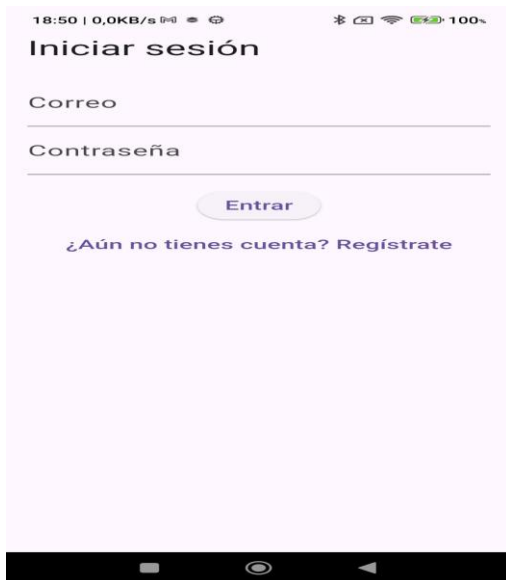 18:50 | 0,0KB/s 100%
Iniciar sesión
Correo
Contraseña
Entrar
¿Aún no tienes cuenta? Regístrate